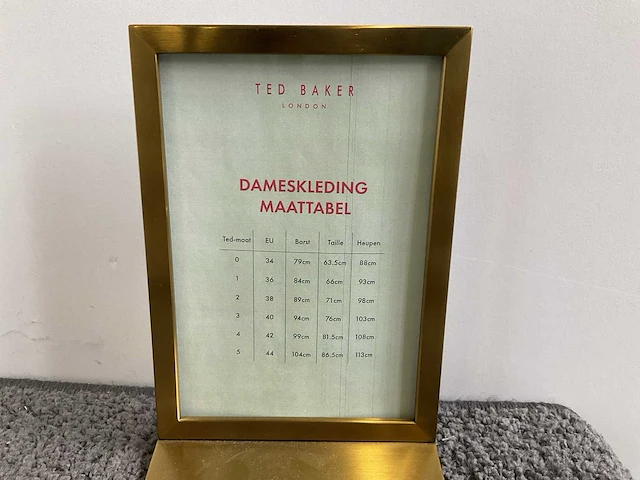 TED BAKER
LONDON
DAMESKLEDING
MAATTABEL
Ted-maat EU Borst Taille Heupen
0 34 79cm 63.5cm 88cm
1 36 84cm 66cm 93cm
2 38 89cm 71cm 98cm
3 40 94cm 76cm 103cm
4 42 99cm 81.5cm 108cm
5 44 104cm 86.5cm 113cm